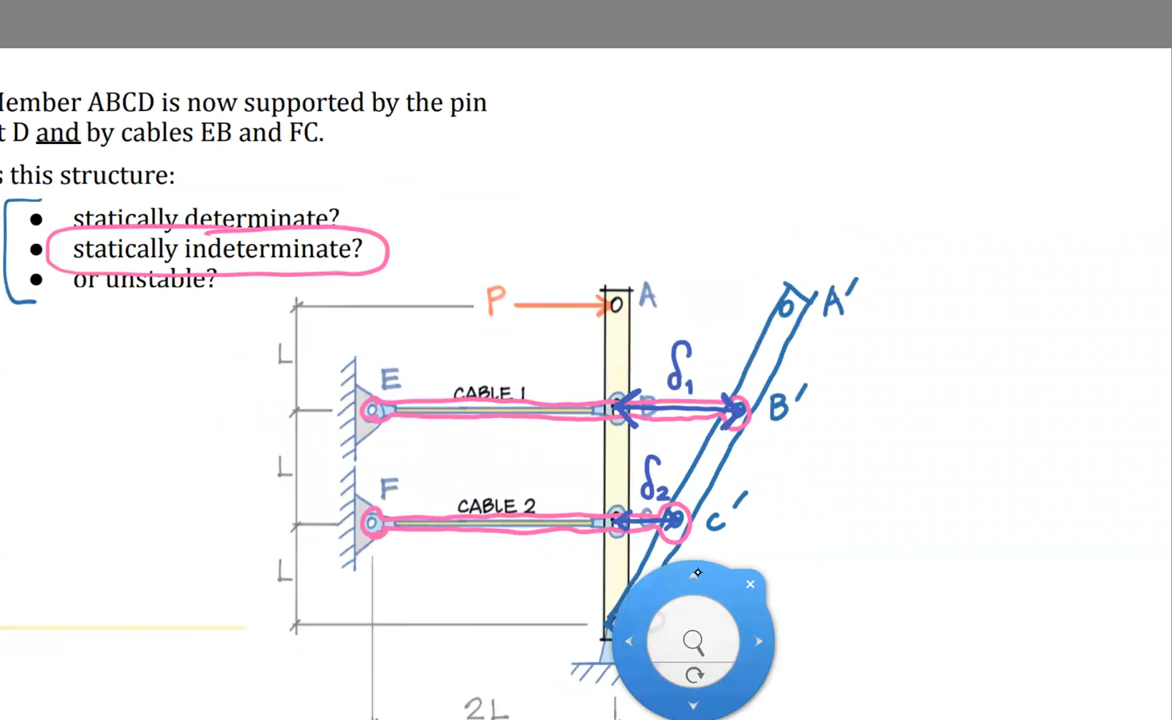 Member ABCD is now supported by the pin
t D and by cables EB and FC.
s this structure:
● statically determinate?
● statically indeterminate?
● or unstable?
P A A′
L
E CABLE 1 δ₁ B′
L
F CABLE 2 δ₂ C′
L
2L